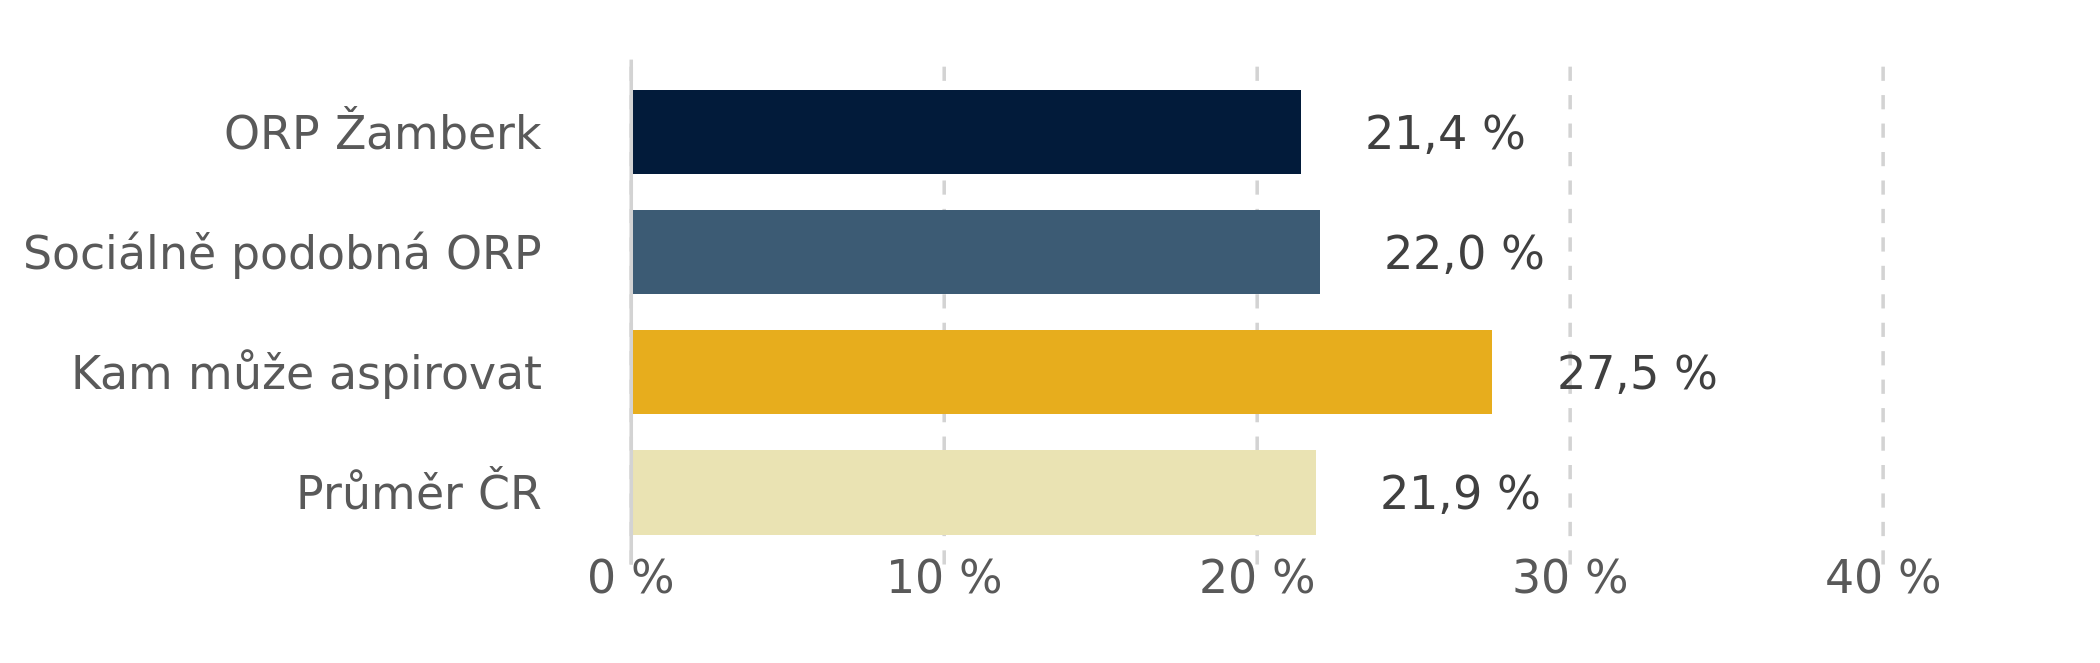 ORP Žamberk 21,4 %
Sociálně podobná ORP 22,0 %
Kam může aspirovat 27,5 %
Průměr ČR 21,9 %
0 % 10 % 20 % 30 % 40 %